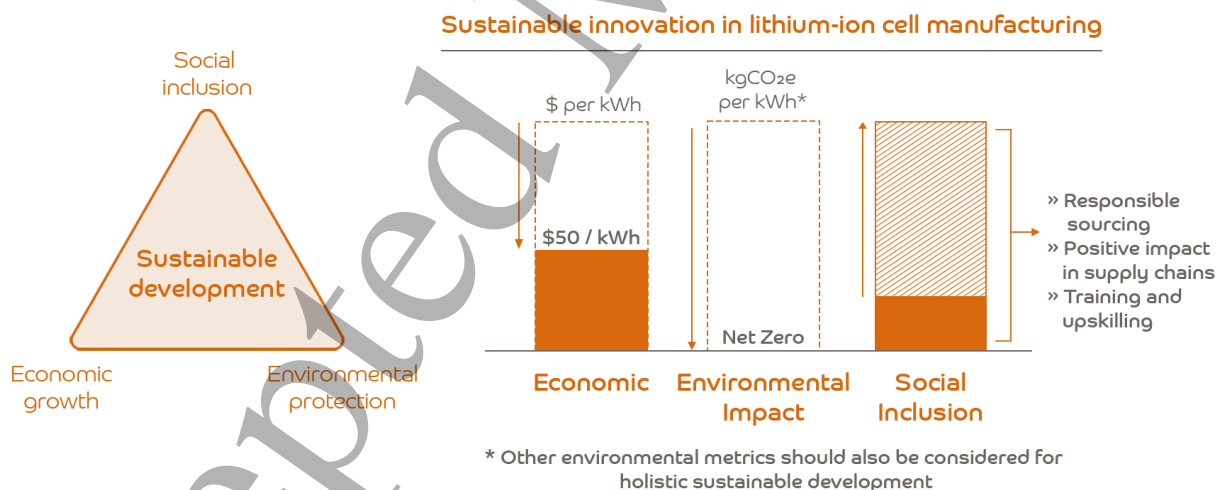 Sustainable innovation in lithium-ion cell manufacturing
Social
inclusion
Sustainable
development
Economic
growth
Environmental
protection
$ per kWh
kgCO₂e
per kWh*
$50 / kWh
Net Zero
» Responsible
sourcing
» Positive impact
in supply chains
» Training and
upskilling
Economic
Environmental
Impact
Social
Inclusion
* Other environmental metrics should also be considered for
holistic sustainable development
epted M